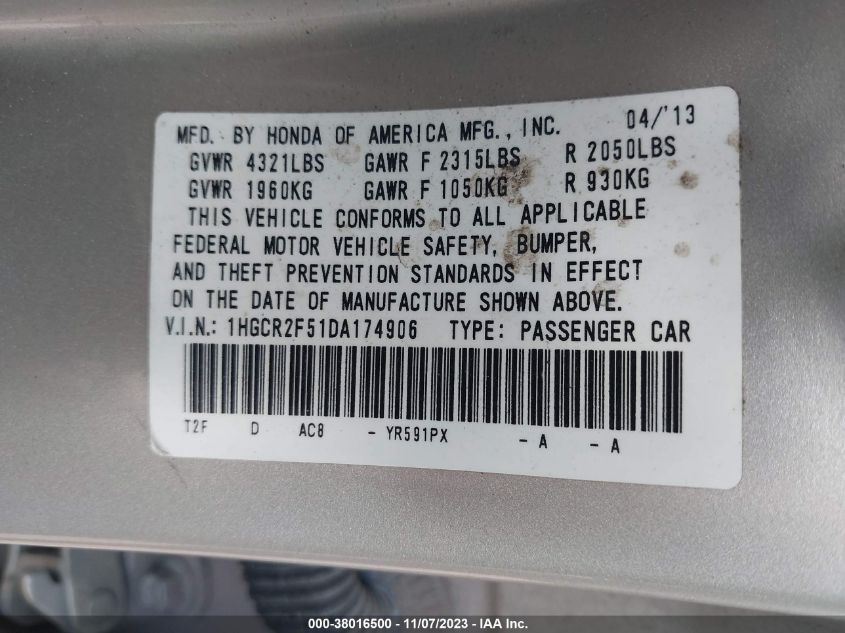 MFD. BY HONDA OF AMERICA MFG., INC. 04/'13
GVWR 4321LBS GAWR F 2315LBS R 2050LBS
GVWR 1960KG GAWR F 1050KG R 930KG
THIS VEHICLE CONFORMS TO ALL APPLICABLE
FEDERAL MOTOR VEHICLE SAFETY, BUMPER,
AND THEFT PREVENTION STANDARDS IN EFFECT
ON THE DATE OF MANUFACTURE SHOWN ABOVE.
V.I.N.: 1HGCR2F51DA174906 TYPE: PASSENGER CAR
T2F D AC8 - YR591PX - A - A
000-38016500 - 11/07/2023 - IAA Inc.